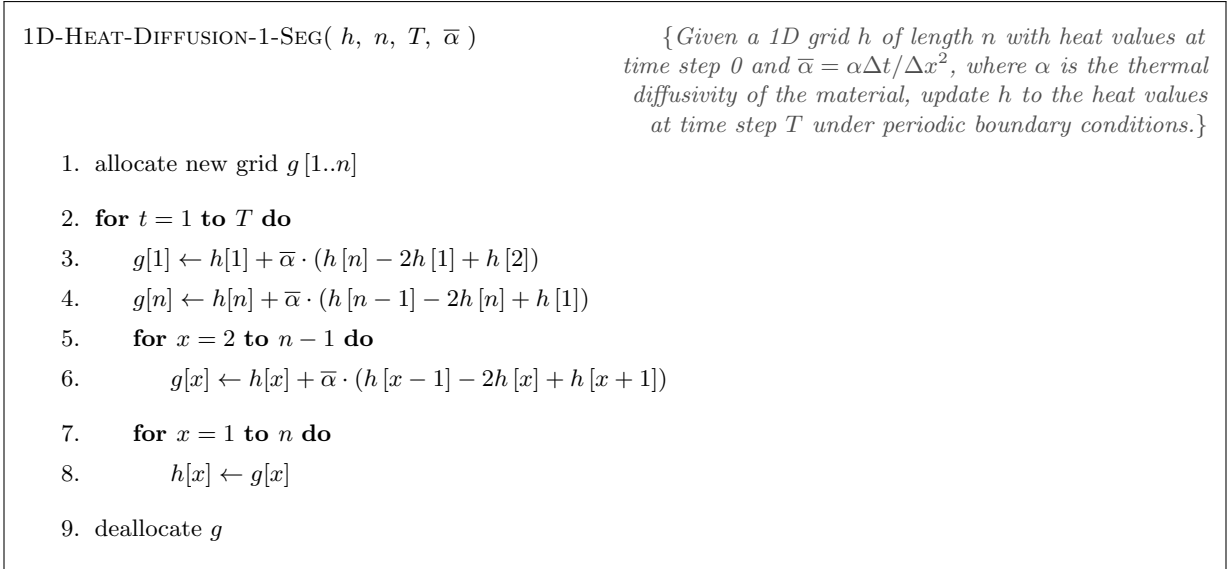 1D-HEAT-DIFFUSION-1-SEG( h, n, T, α̅ ) {Given a 1D grid h of length n with heat values at
time step 0 and α̅ = αΔt/Δx², where α is the thermal
diffusivity of the material, update h to the heat values
at time step T under periodic boundary conditions.}
1. allocate new grid g [1..n]
2. for t = 1 to T do
3. g[1] ← h[1] + α̅ · (h [n] − 2h [1] + h [2])
4. g[n] ← h[n] + α̅ · (h [n − 1] − 2h [n] + h [1])
5. for x = 2 to n − 1 do
6. g[x] ← h[x] + α̅ · (h [x − 1] − 2h [x] + h [x + 1])
7. for x = 1 to n do
8. h[x] ← g[x]
9. deallocate g